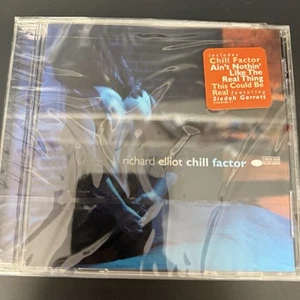 includes
Chill Factor
Ain't Nothin'
Like The
Real Thing
This Could Be
Real featuring
Siedah Garrett
richard elliot chill factor